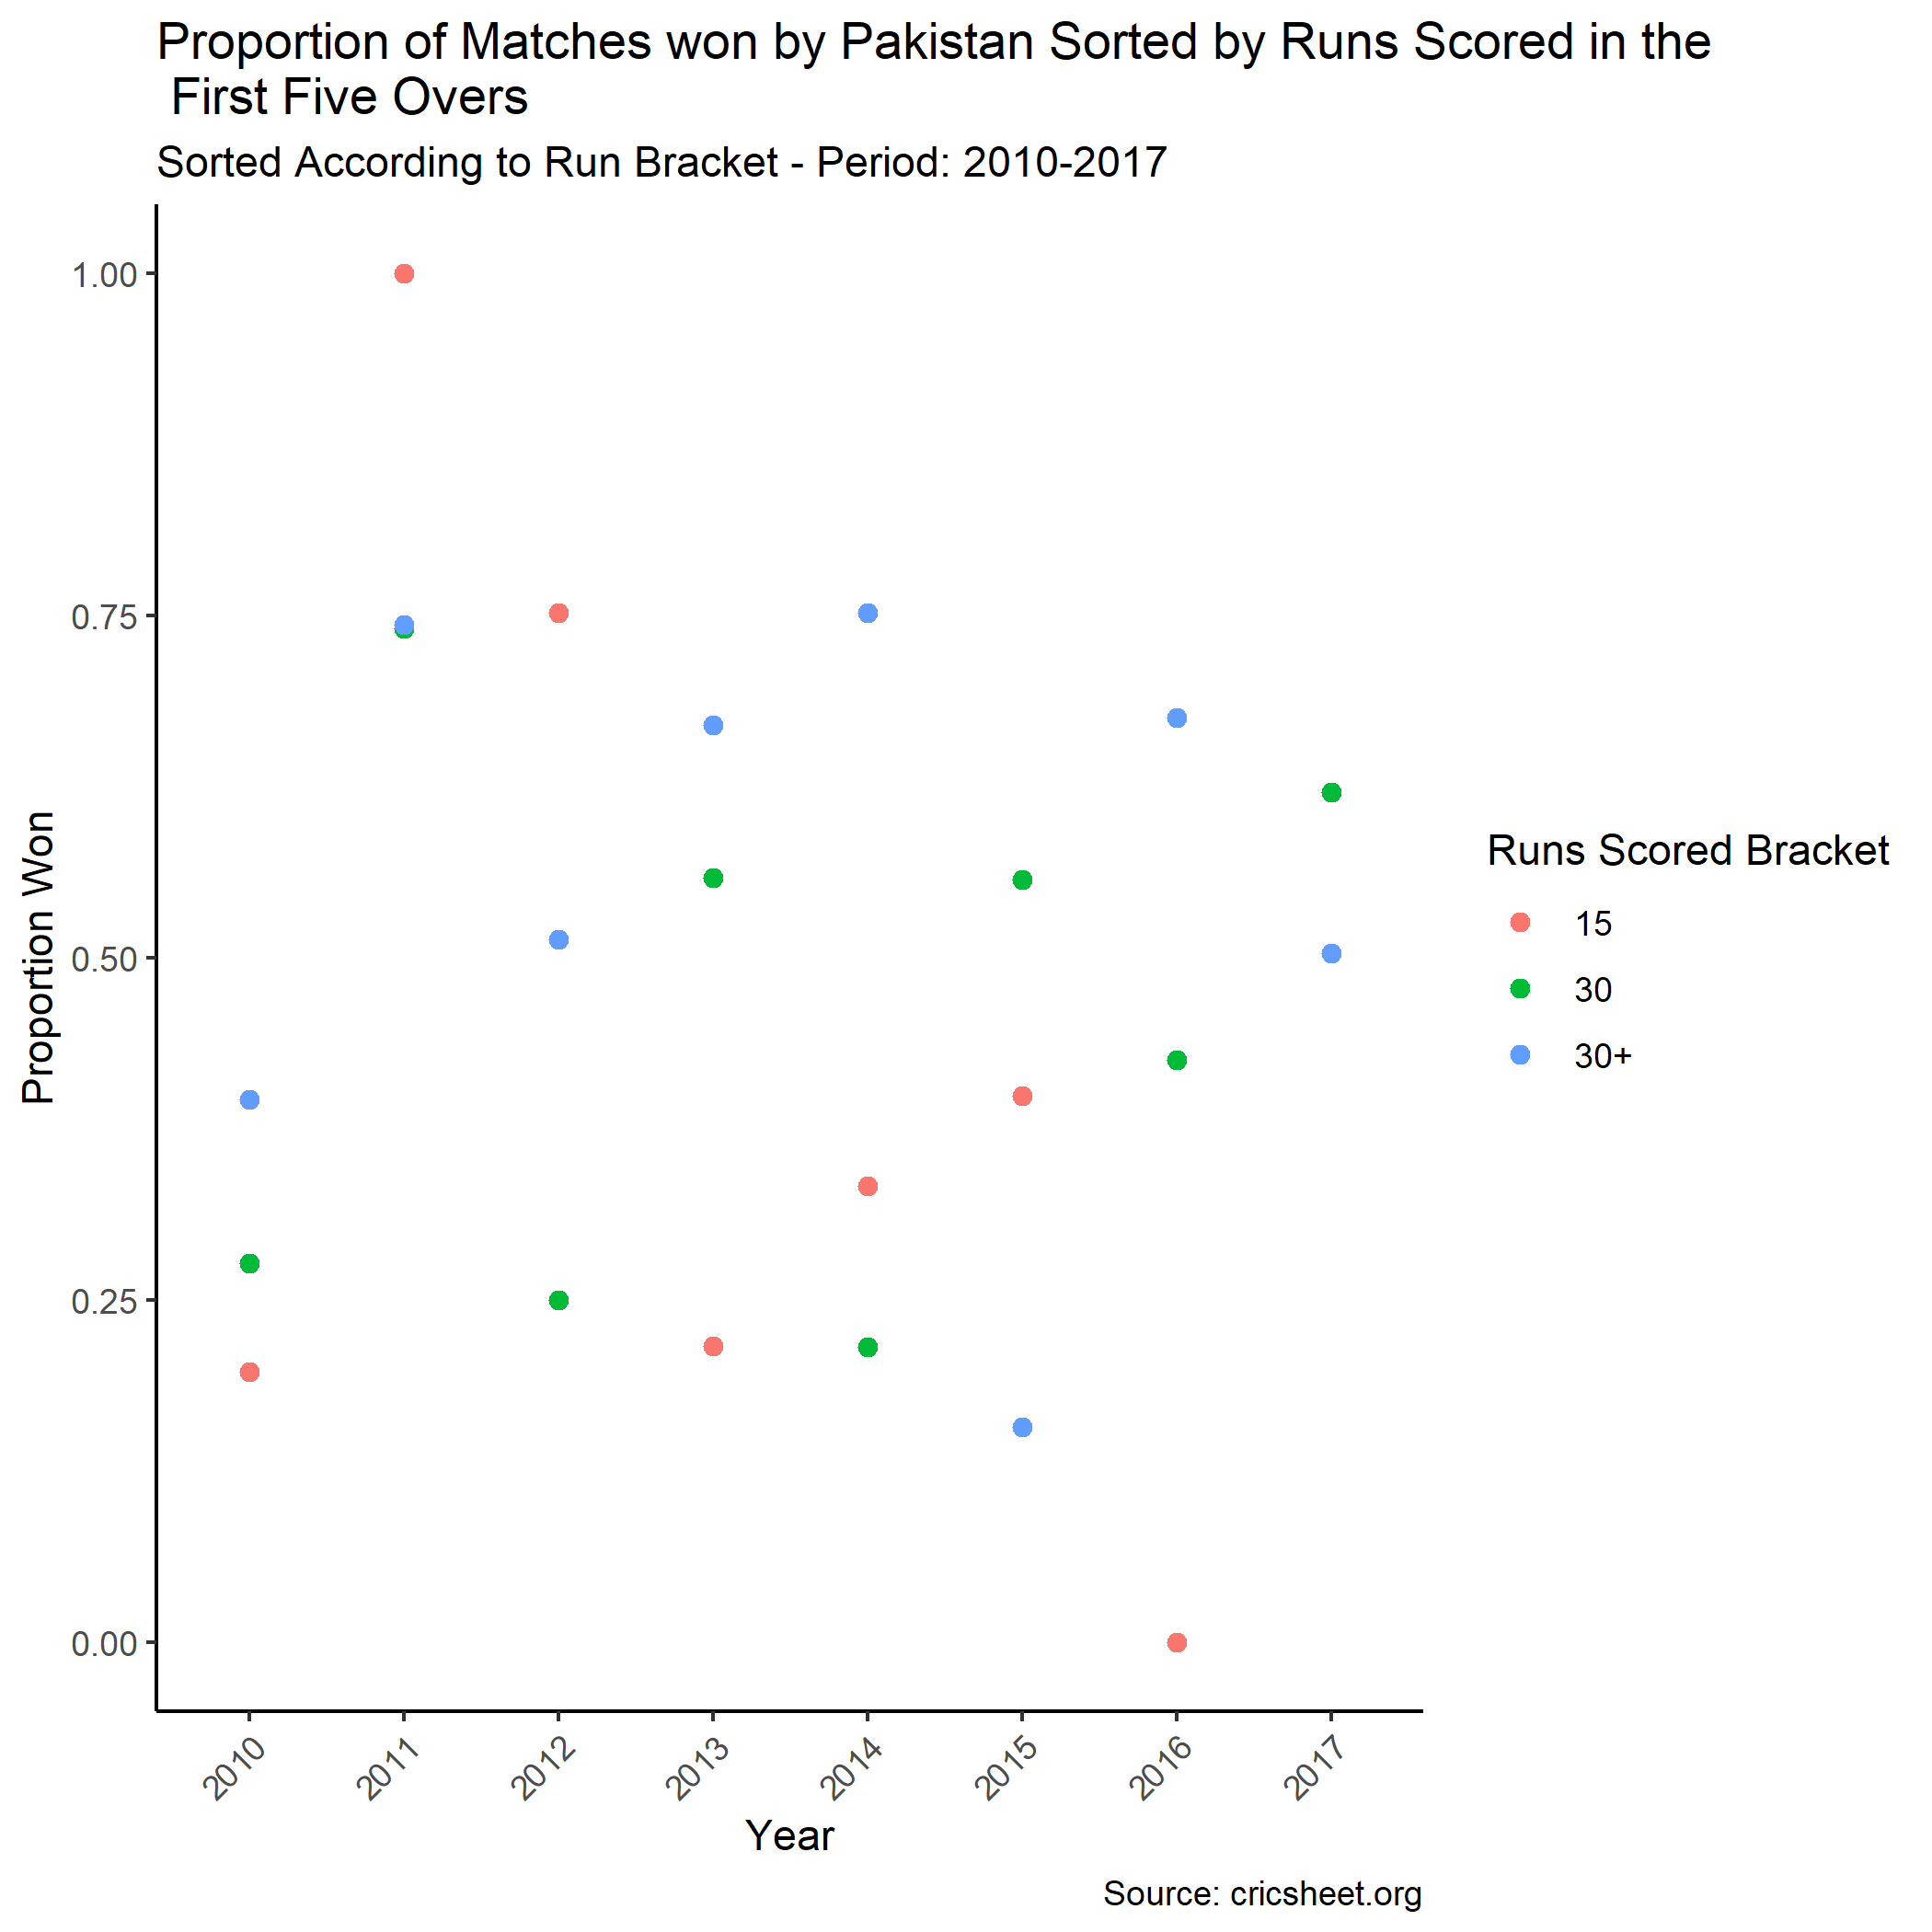 Proportion of Matches won by Pakistan Sorted by Runs Scored in the
First Five Overs
Sorted According to Run Bracket - Period: 2010-2017
1.00
0.75
0.50
0.25
0.00
Proportion Won
2010
2011
2012
2013
2014
2015
2016
2017
Year
Runs Scored Bracket
15
30
30+
Source: cricsheet.org